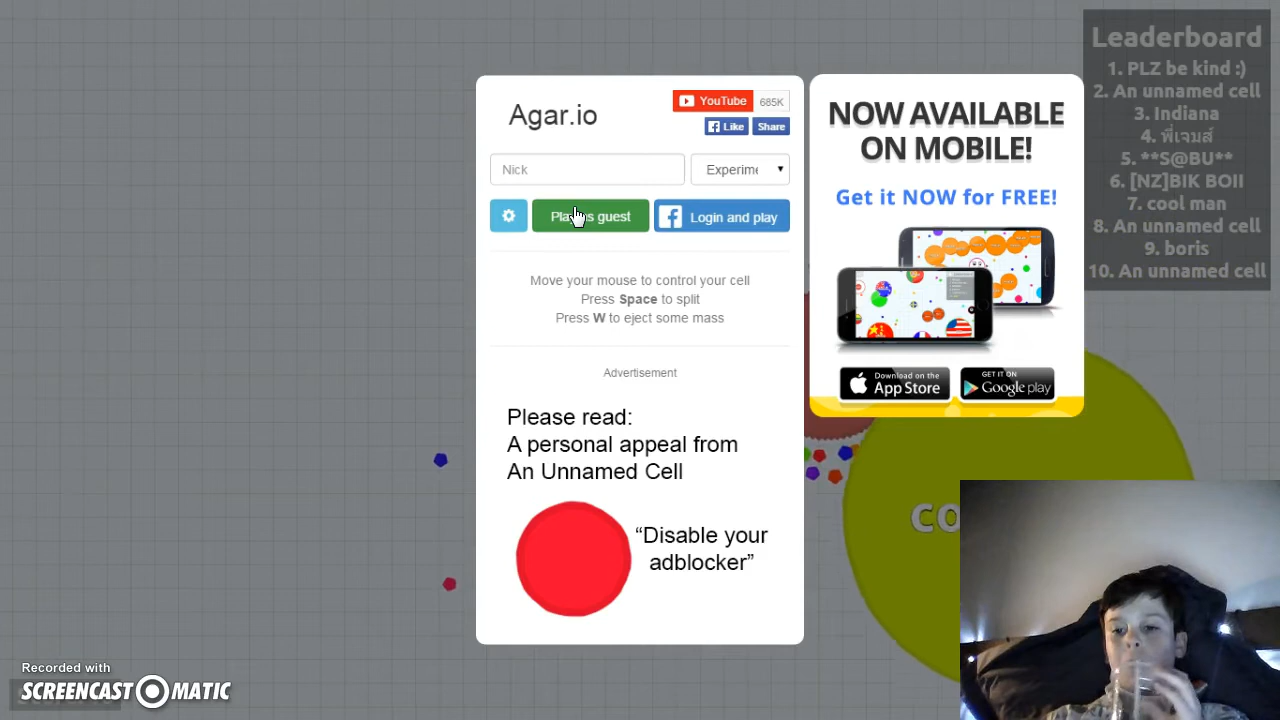 Leaderboard
1. PLZ be kind :)
2. An unnamed cell
3. Indiana
4. พี่เจมส์
5. **S@BU**
6. [NZ]BIK BOII
7. cool man
8. An unnamed cell
9. boris
10. An unnamed cell
Agar.io
YouTube 685K
Like Share
Nick
Experime
Play as guest
Login and play
Move your mouse to control your cell
Press Space to split
Press W to eject some mass
Advertisement
Please read:
A personal appeal from
An Unnamed Cell
“Disable your
adblocker”
NOW AVAILABLE
ON MOBILE!
Get it NOW for FREE!
Download on the
App Store
GET IT ON
Google play
co
Recorded with
SCREENCAST O MATIC